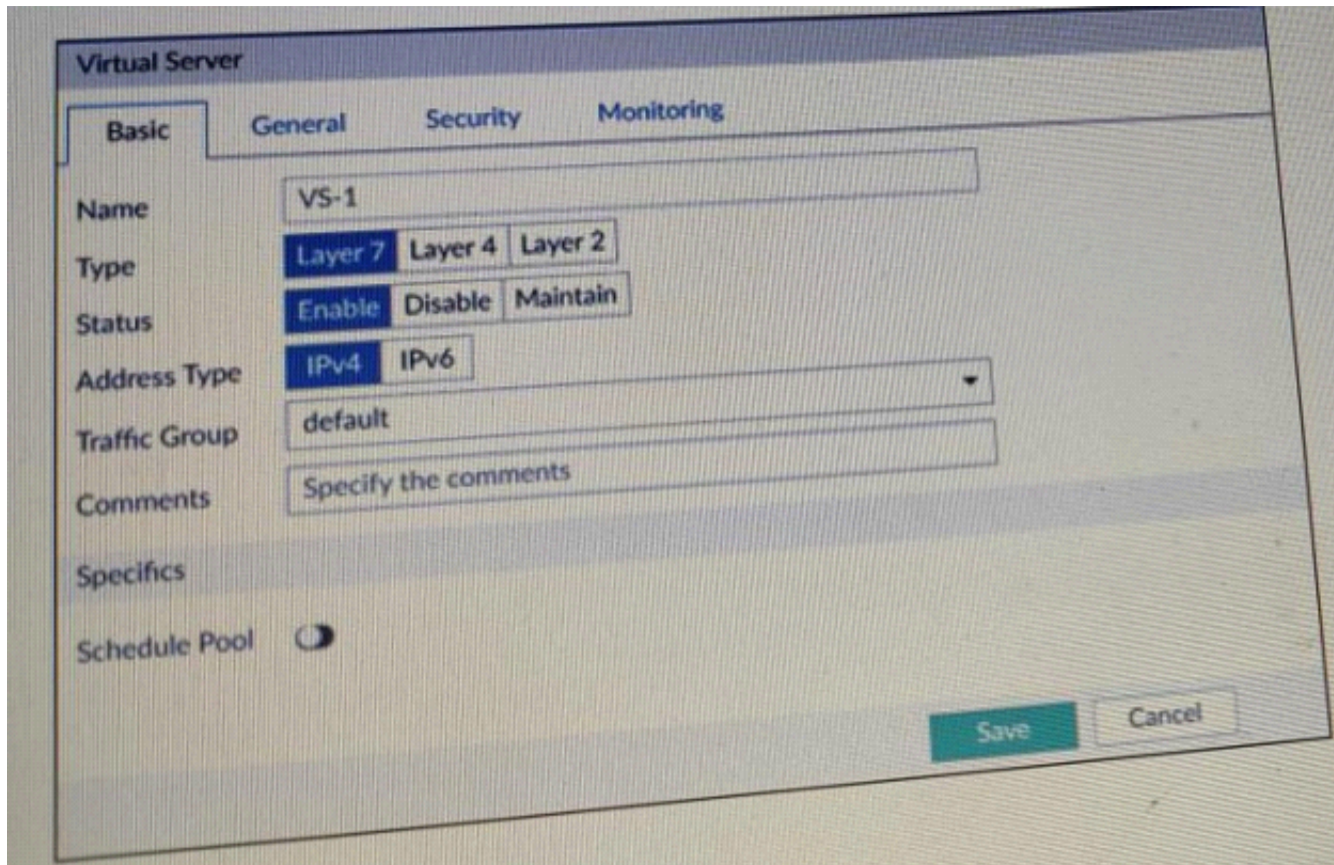 Virtual Server
Basic General Security Monitoring
Name VS-1
Type Layer 7 Layer 4 Layer 2
Status Enable Disable Maintain
Address Type IPv4 IPv6
Traffic Group default
Comments Specify the comments
Specifics
Schedule Pool
Save Cancel